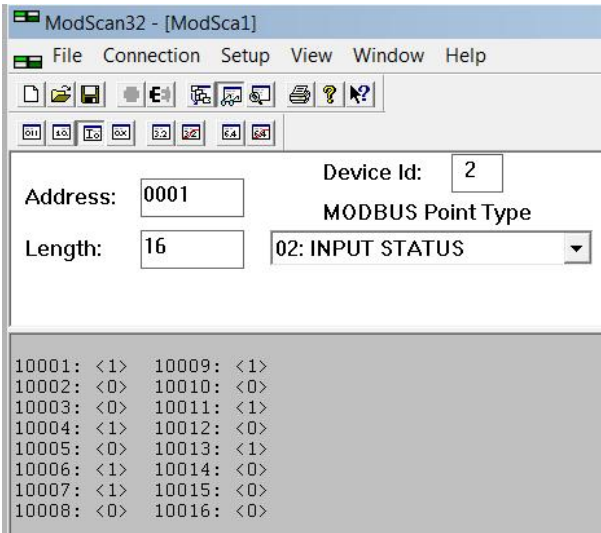 ModScan32 - [ModSca1]
File Connection Setup View Window Help
Device Id: 2
Address: 0001
MODBUS Point Type
Length: 16 02: INPUT STATUS
10001: <1> 10009: <1>
10002: <0> 10010: <0>
10003: <0> 10011: <1>
10004: <1> 10012: <0>
10005: <0> 10013: <1>
10006: <1> 10014: <0>
10007: <1> 10015: <0>
10008: <0> 10016: <0>